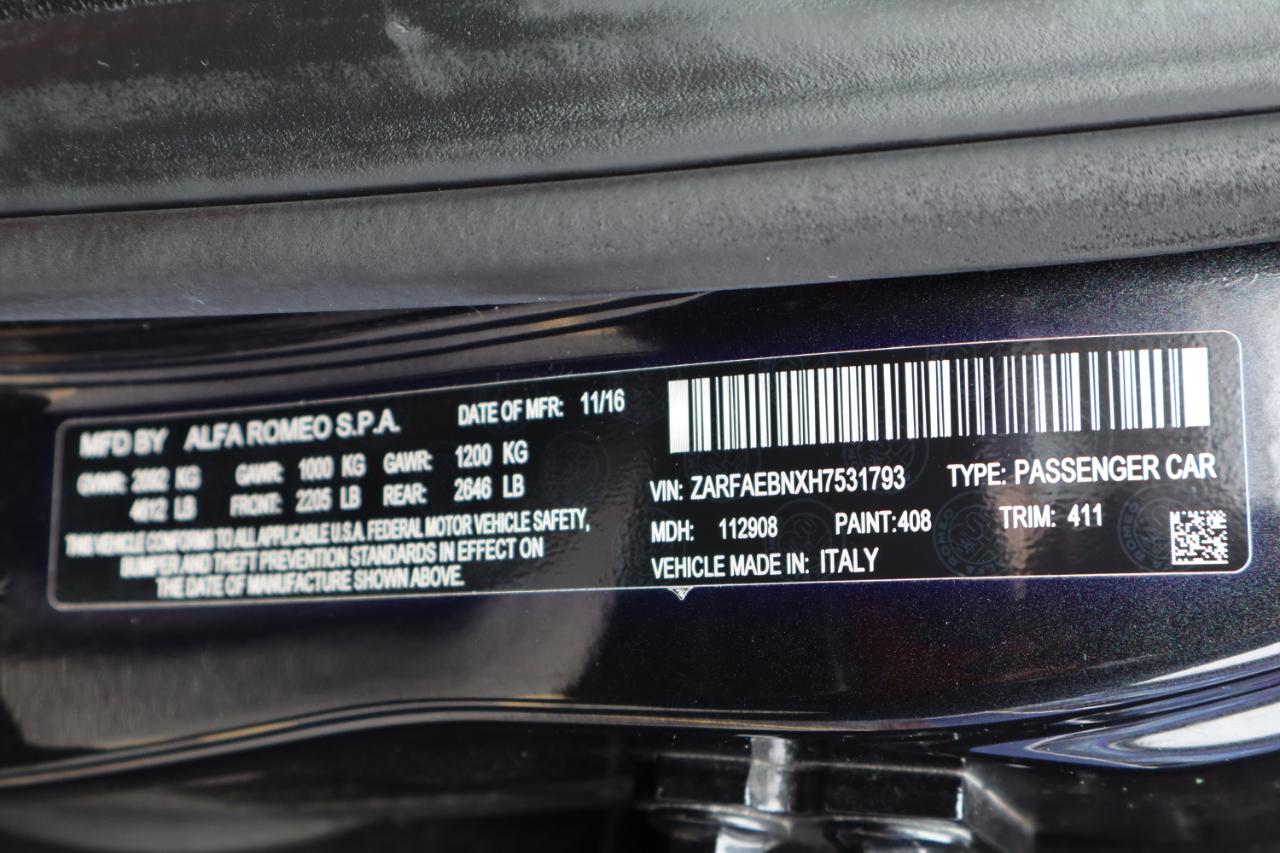 MFD BY ALFA ROMEO S.P.A. DATE OF MFR: 11/16
GVWR: 2092 KG GAWR: 1000 KG GAWR: 1200 KG
4612 LB FRONT: 2205 LB REAR: 2646 LB
THIS VEHICLE CONFORMS TO ALL APPLICABLE U.S.A. FEDERAL MOTOR VEHICLE SAFETY,
BUMPER AND THEFT PREVENTION STANDARDS IN EFFECT ON
THE DATE OF MANUFACTURE SHOWN ABOVE.
VIN: ZARFAEBNXH7531793 TYPE: PASSENGER CAR
MDH: 112908 PAINT: 408 TRIM: 411
VEHICLE MADE IN: ITALY